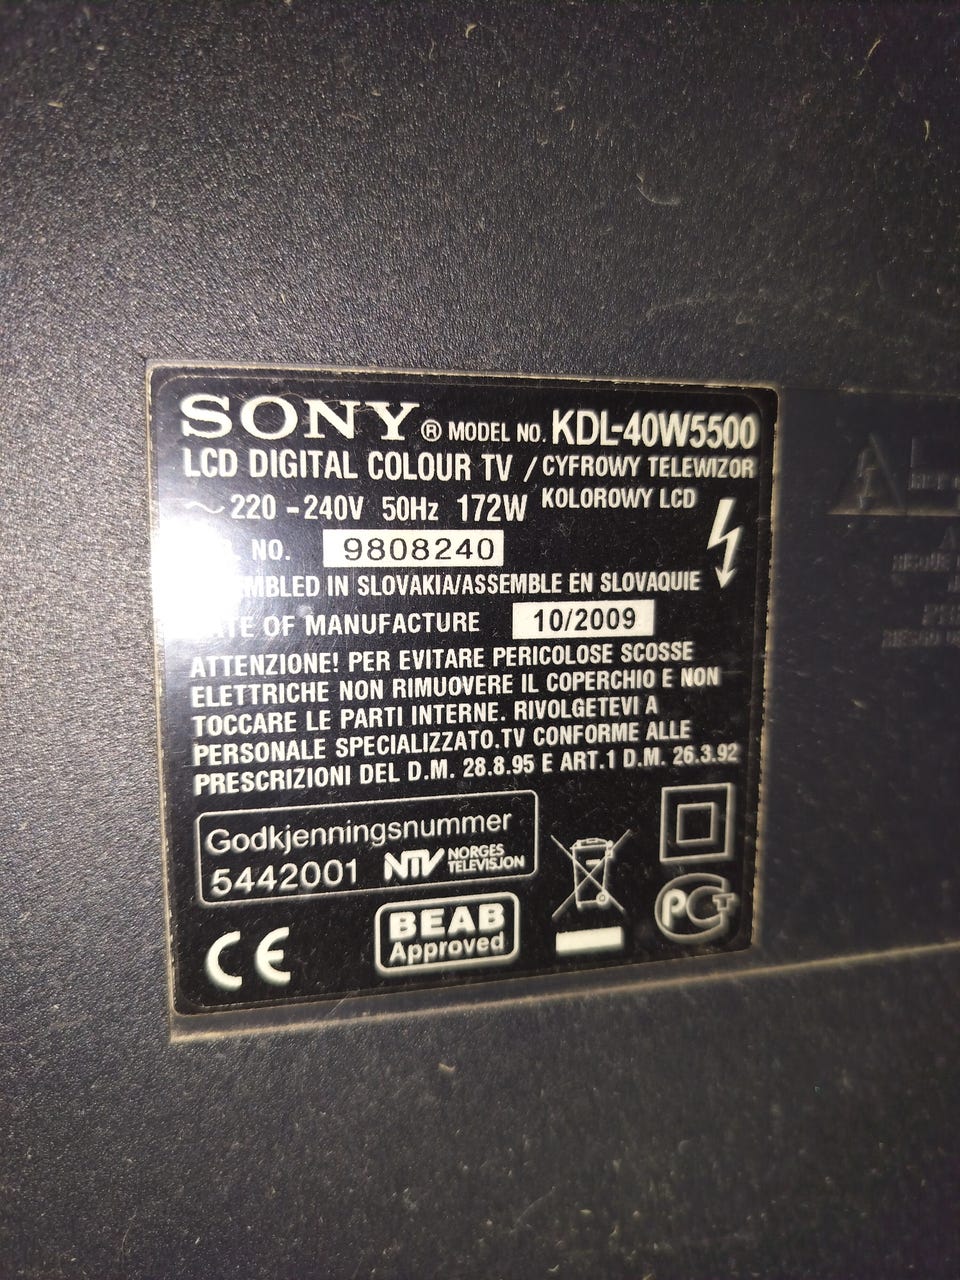 SONY ® MODEL NO. KDL-40W5500
LCD DIGITAL COLOUR TV / CYFROWY TELEWIZOR
~ 220 - 240V 50Hz 172W KOLOROWY LCD
NO. 9808240
IN SLOVAKIA/ASSEMBLE EN SLOVAQUIE
OF MANUFACTURE 10/2009
ATTENZIONE! PER EVITARE PERICOLOSE SCOSSE
ELETTRICHE NON RIMUOVERE IL COPERCHIO E NON
TOCCARE LE PARTI INTERNE. RIVOLGETEVI A
PERSONALE SPECIALIZZATO.TV CONFORME ALLE
PRESCRIZIONI DEL D.M. 28.8.95 E ART.1 D.M. 26.3.92
Godkjenningsnummer
5442001 NTV NORGES
TELEVISJON
CE
BEAB
Approved